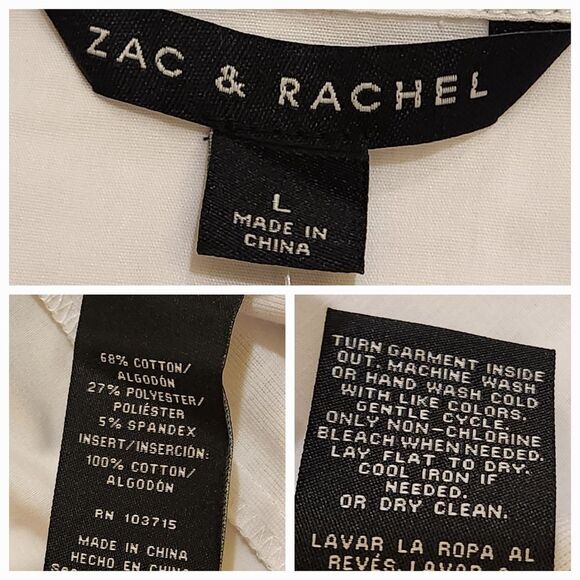 ZAC & RACHEL
L
MADE IN
CHINA
68% COTTON/
ALGODÓN
27% POLYESTER/
POLIÉSTER
5% SPANDEX
INSERT/INSERCIÓN:
100% COTTON/
ALGODÓN
RN 103715
MADE IN CHINA
HECHO EN CHINA
TURN GARMENT INSIDE
OUT. MACHINE WASH
OR HAND WASH COLD
WITH LIKE COLORS.
GENTLE CYCLE.
ONLY NON-CHLORINE
BLEACH WHEN NEEDED.
LAY FLAT TO DRY.
COOL IRON IF
NEEDED.
OR DRY CLEAN.
LAVAR LA ROPA AL
REVÉS. LAVAR A